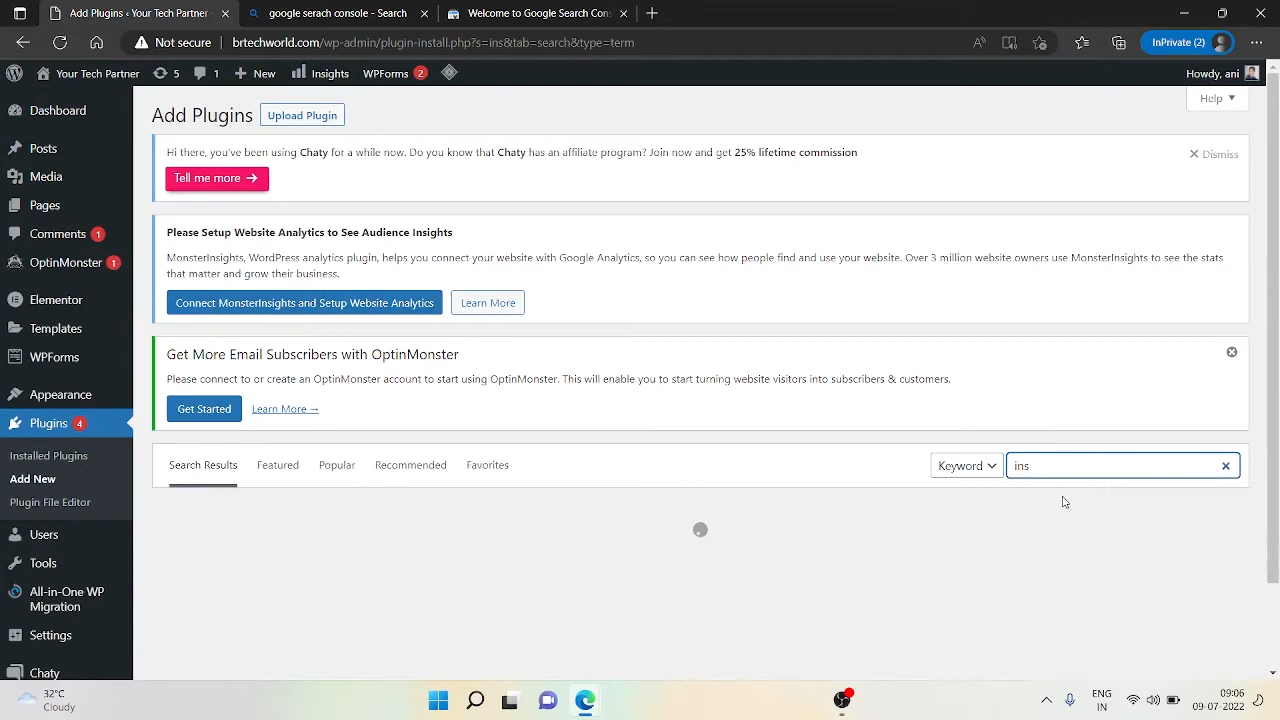 Add Plugins ‹ Your Tech Partner
google serach console - Search
Welcome to Google Search Con
Not secure
brtechworld.com/wp-admin/plugin-install.php?s=ins&tab=search&type=term
InPrivate (2)
Your Tech Partner
5
1
New
Insights
WPForms 2
Howdy, ani
Dashboard
Posts
Media
Pages
Comments 1
OptinMonster 1
Elementor
Templates
WPForms
Appearance
Plugins 4
Installed Plugins
Add New
Plugin File Editor
Users
Tools
All-in-One WP
Migration
Settings
Chaty
Add Plugins
Upload Plugin
Help
Hi there, you've been using Chaty for a while now. Do you know that Chaty has an affiliate program? Join now and get 25% lifetime commission
Tell me more →
Dismiss
Please Setup Website Analytics to See Audience Insights
MonsterInsights, WordPress analytics plugin, helps you connect your website with Google Analytics, so you can see how people find and use your website. Over 3 million website owners use MonsterInsights to see the stats
that matter and grow their business.
Connect MonsterInsights and Setup Website Analytics
Learn More
Get More Email Subscribers with OptinMonster
Please connect to or create an OptinMonster account to start using OptinMonster. This will enable you to start turning website visitors into subscribers & customers.
Get Started
Learn More →
Search Results
Featured
Popular
Recommended
Favorites
Keyword
ins
32°C
Cloudy
ENG
IN
09:06
09-07-2022